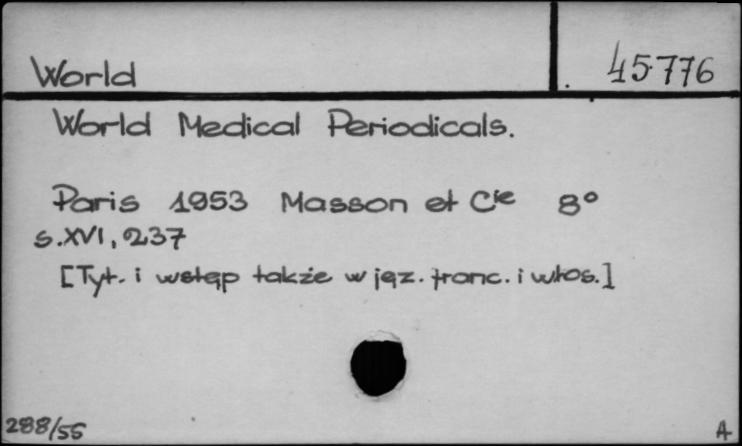 World
45776
World Medical Periodicals.
Paris 1953 Masson et Cie 8°
s. XVI, 237
[Tyt. i wstęp także w jęz. franc. i włos.]
288/55
A